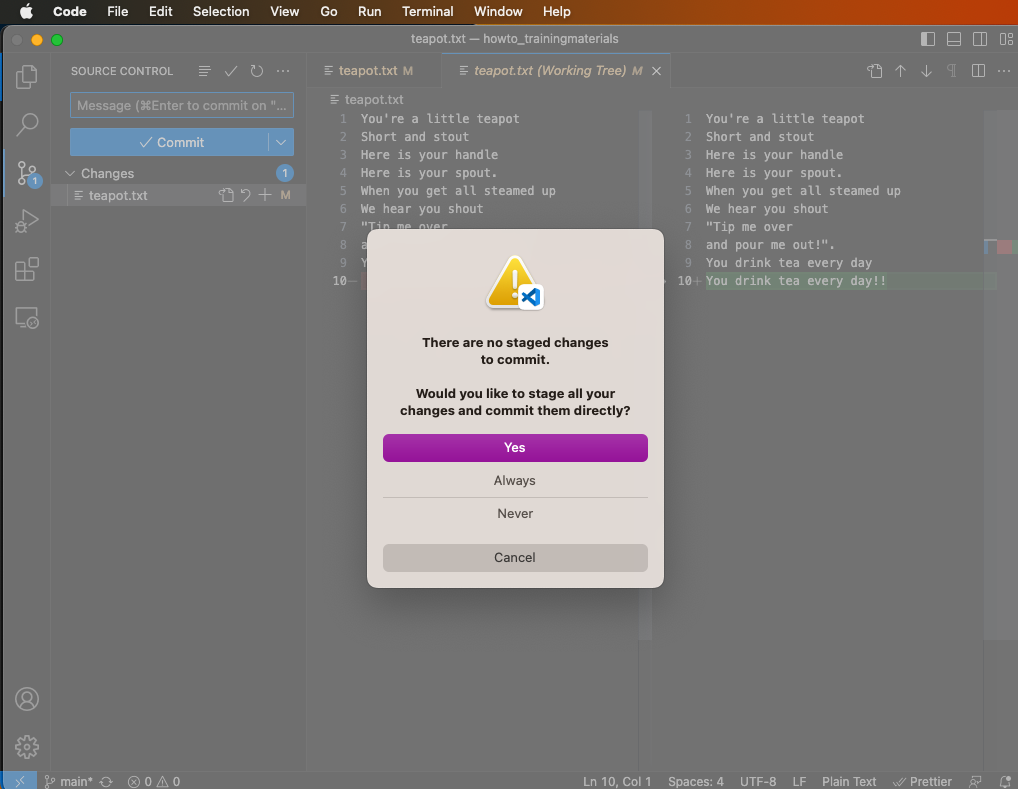 Code File Edit Selection View Go Run Terminal Window Help
teapot.txt — howto_trainingmaterials
SOURCE CONTROL
teapot.txt M
teapot.txt (Working Tree) M
Message (⌘Enter to commit on "...
Commit
Changes 1
teapot.txt M
1
teapot.txt
1 You're a little teapot
2 Short and stout
3 Here is your handle
4 Here is your spout.
5 When you get all steamed up
6 We hear you shout
7 "Tip me over
8 a
9 Y
10
1 You're a little teapot
2 Short and stout
3 Here is your handle
4 Here is your spout.
5 When you get all steamed up
6 We hear you shout
7 "Tip me over
8 and pour me out!".
9 You drink tea every day
10+ You drink tea every day!!
There are no staged changes
to commit.
Would you like to stage all your
changes and commit them directly?
Yes
Always
Never
Cancel
main* 0 0 Ln 10, Col 1 Spaces: 4 UTF-8 LF Plain Text Prettier